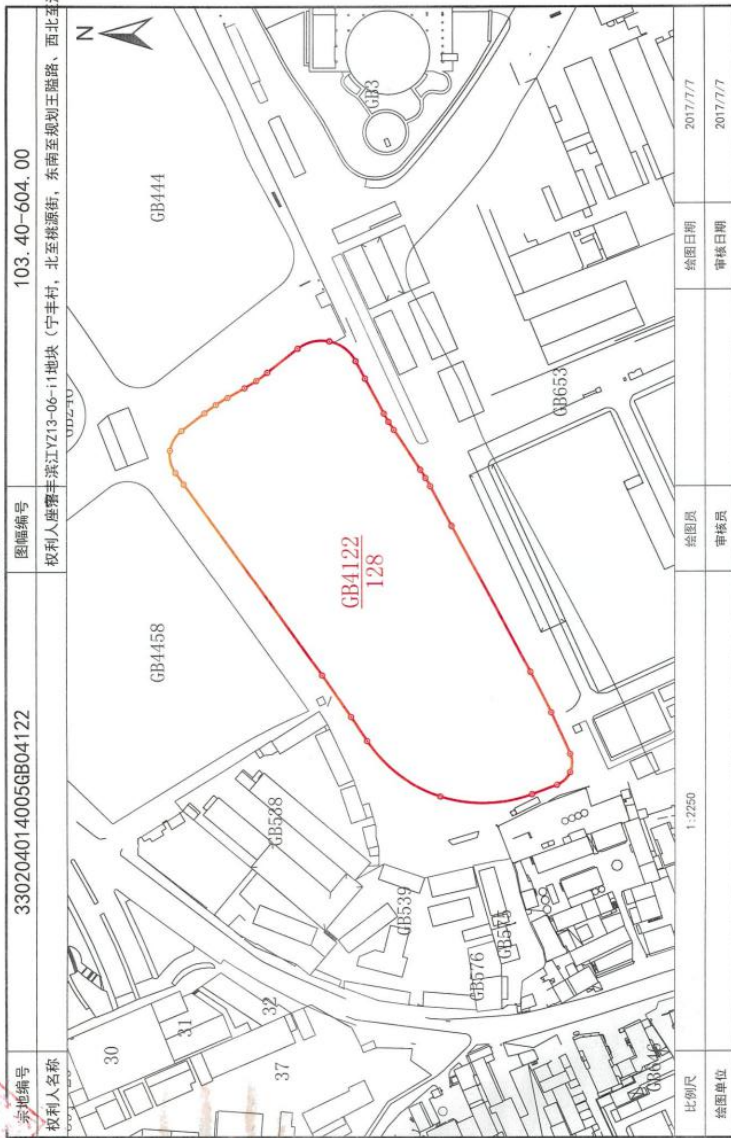 宗地编号 330204014005GB04122 图幅编号 103.40-604.00
权利人名称 权利人座 丰滨江YZ13-06-i1地块（宁丰村，北至桃源街，东南至规划王隘路、西北至
N
GB444
GB3
GB4458
GB4122
128
GB653
GB538
GB539
GB576
GB575
GB646
30
31
32
37
比例尺 1:2250 绘图员 绘图日期 2017/7/7
绘图单位 审核员 审核日期 2017/7/7